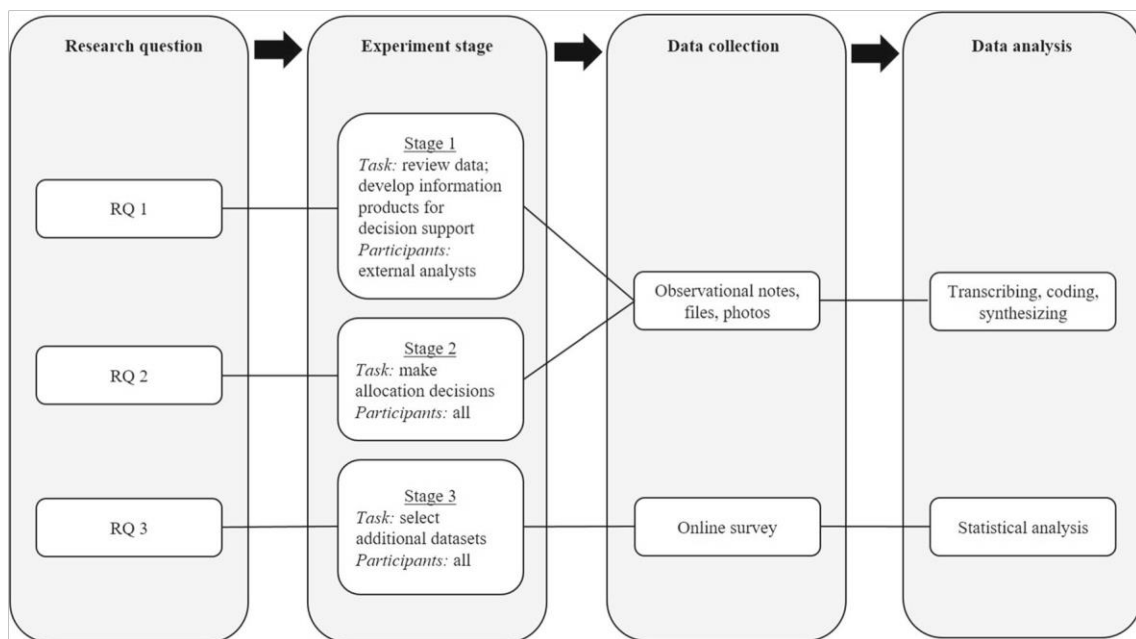 Research question
Experiment stage
Data collection
Data analysis
RQ 1
Stage 1
Task: review data;
develop information
products for
decision support
Participants:
external analysts
Observational notes,
files, photos
Transcribing, coding,
synthesizing
RQ 2
Stage 2
Task: make
allocation decisions
Participants: all
RQ 3
Stage 3
Task: select
additional datasets
Participants: all
Online survey
Statistical analysis